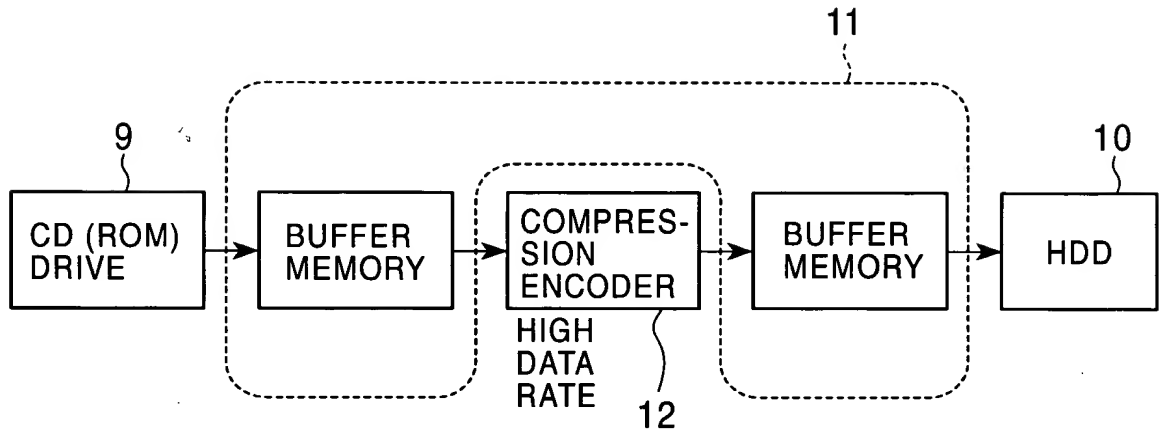 11
9
10
CD (ROM)
DRIVE
BUFFER
MEMORY
COMPRES-
SION
ENCODER
BUFFER
MEMORY
HDD
HIGH
DATA
RATE
12